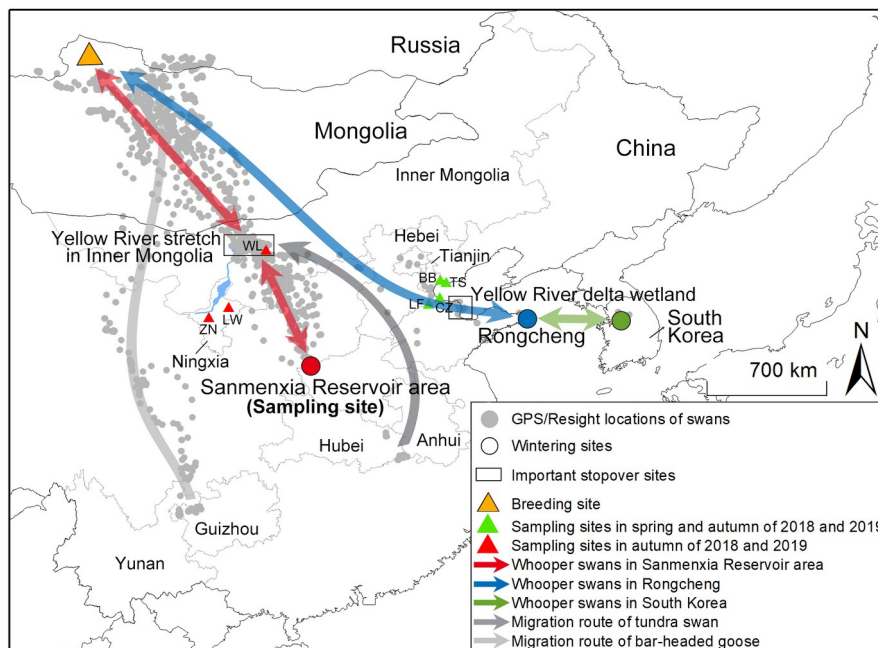 Russia
Mongolia
China
Inner Mongolia
Yellow River stretch
in Inner Mongolia
WL
Hebei
Tianjin
BB
TS
Yellow River delta wetland
LF
CZ
LW
ZN
Ningxia
Rongcheng
South
Korea
N
Sanmenxia Reservoir area
(Sampling site)
700 km
Hubei
Anhui
Guizhou
Yunan
GPS/Resight locations of swans
Wintering sites
Important stopover sites
Breeding site
Sampling sites in spring and autumn of 2018 and 2019
Sampling sites in autumn of 2018 and 2019
Whooper swans in Sanmenxia Reservoir area
Whooper swans in Rongcheng
Whooper swans in South Korea
Migration route of tundra swan
Migration route of bar-headed goose